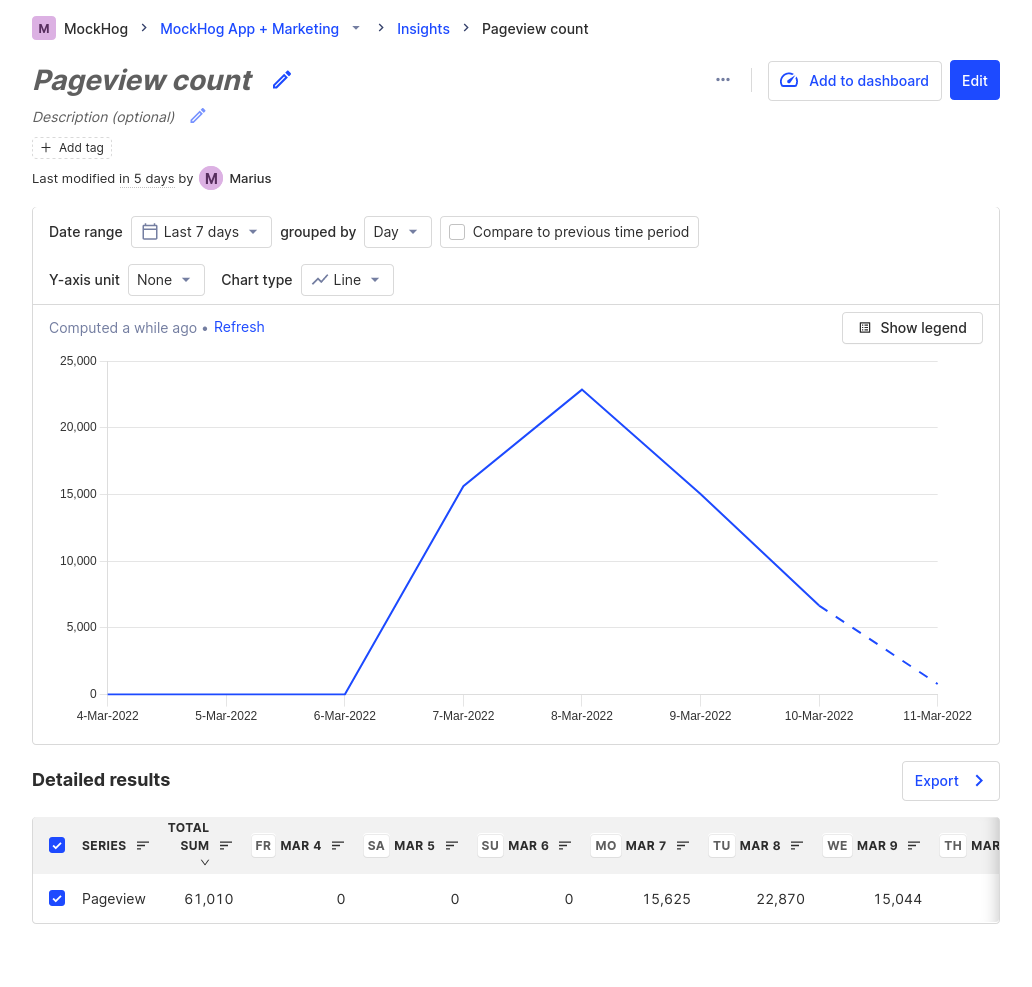 M MockHog MockHog App + Marketing Insights Pageview count
Pageview count
Add to dashboard Edit
Description (optional)
+ Add tag
Last modified in 5 days by M Marius
Date range Last 7 days grouped by Day Compare to previous time period
Y-axis unit None Chart type Line
Computed a while ago • Refresh Show legend
25,000
20,000
15,000
10,000
5,000
0
4-Mar-2022 5-Mar-2022 6-Mar-2022 7-Mar-2022 8-Mar-2022 9-Mar-2022 10-Mar-2022 11-Mar-2022
Detailed results Export
SERIES TOTAL SUM FR MAR 4 SA MAR 5 SU MAR 6 MO MAR 7 TU MAR 8 WE MAR 9 TH MAR
Pageview 61,010 0 0 0 15,625 22,870 15,044